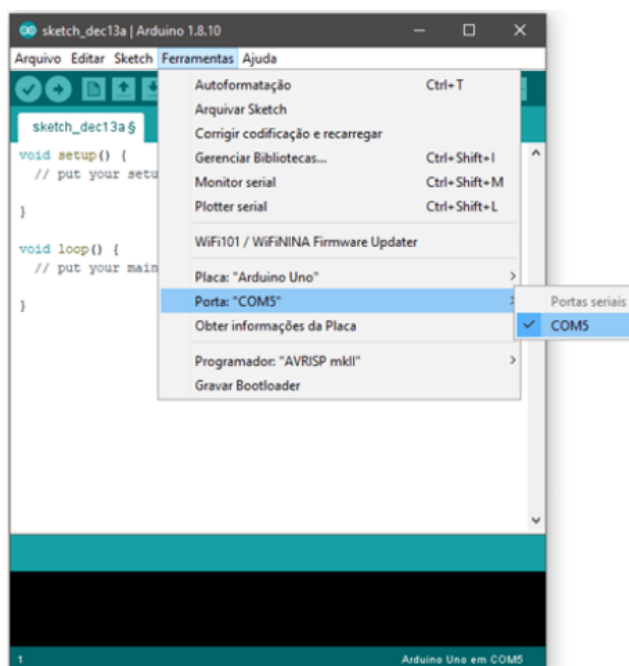 sketch_dec13a | Arduino 1.8.10
Arquivo Editar Sketch Ferramentas Ajuda
sketch_dec13a §
void setup() {
// put your setu
}
void loop() {
// put your main
}
Autoformatação Ctrl+T
Arquivar Sketch
Corrigir codificação e recarregar
Gerenciar Bibliotecas... Ctrl+Shift+I
Monitor serial Ctrl+Shift+M
Plotter serial Ctrl+Shift+L
WiFi101 / WiFiNINA Firmware Updater
Placa: "Arduino Uno"
Porta: "COM5"
Obter informações da Placa
Programador: "AVRISP mkII"
Gravar Bootloader
Portas seriais
COM5
1 Arduino Uno em COM5